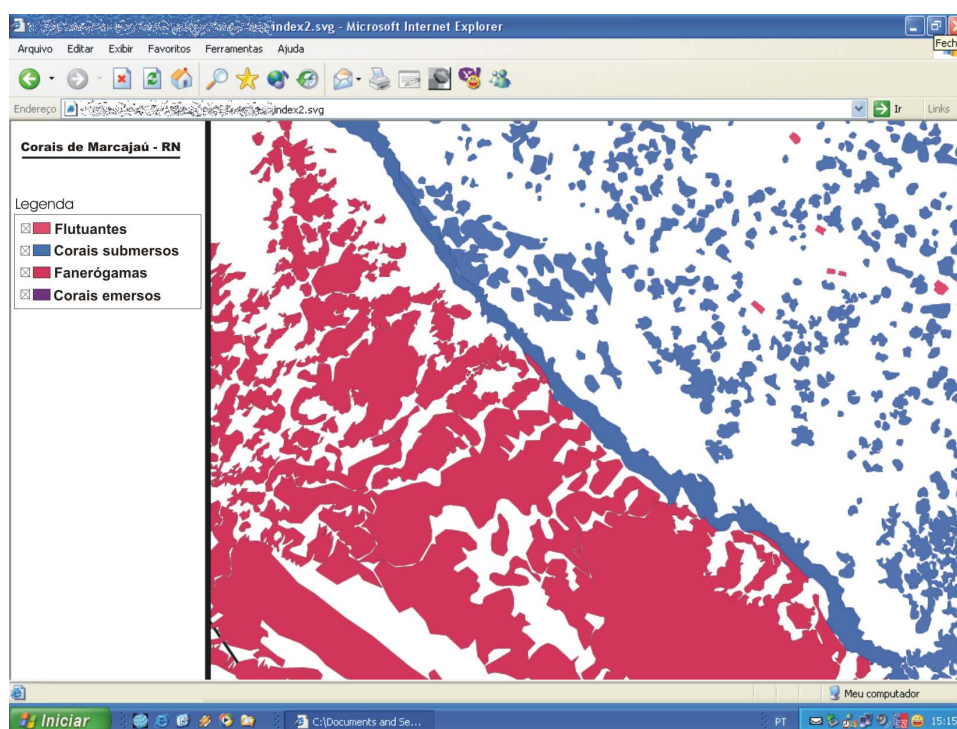 index2.svg - Microsoft Internet Explorer
Fech
Arquivo Editar Exibir Favoritos Ferramentas Ajuda
Endereço index2.svg Ir Links
Corais de Marcajaú - RN
Legenda
Flutuantes
Corais submersos
Fanerógamas
Corais emersos
Meu computador
Iniciar C:\Documents and Se... PT 15:15